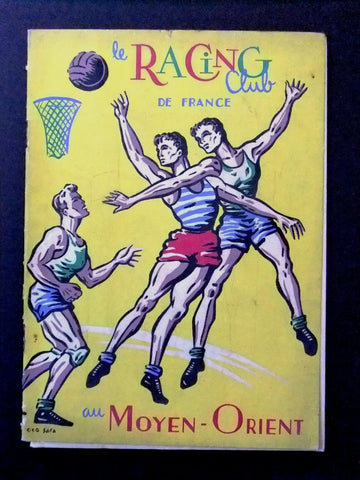 le RACiNG
Club
DE FRANCE
au MOYEN-ORIENT